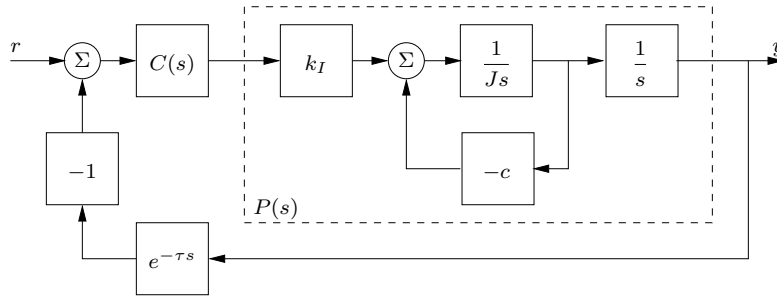 r
Σ
C(s)
k_I
Σ
1/(Js)
1/s
y
−1
−c
P(s)
e^{−τs}